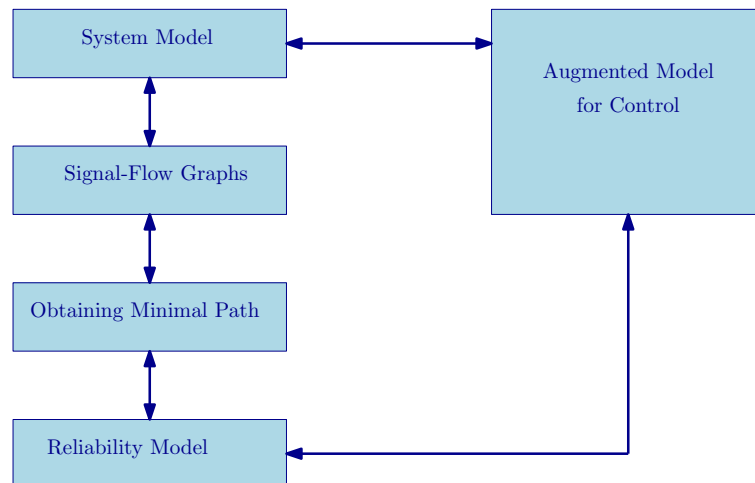 System Model
Augmented Model
for Control
Signal-Flow Graphs
Obtaining Minimal Path
Reliability Model